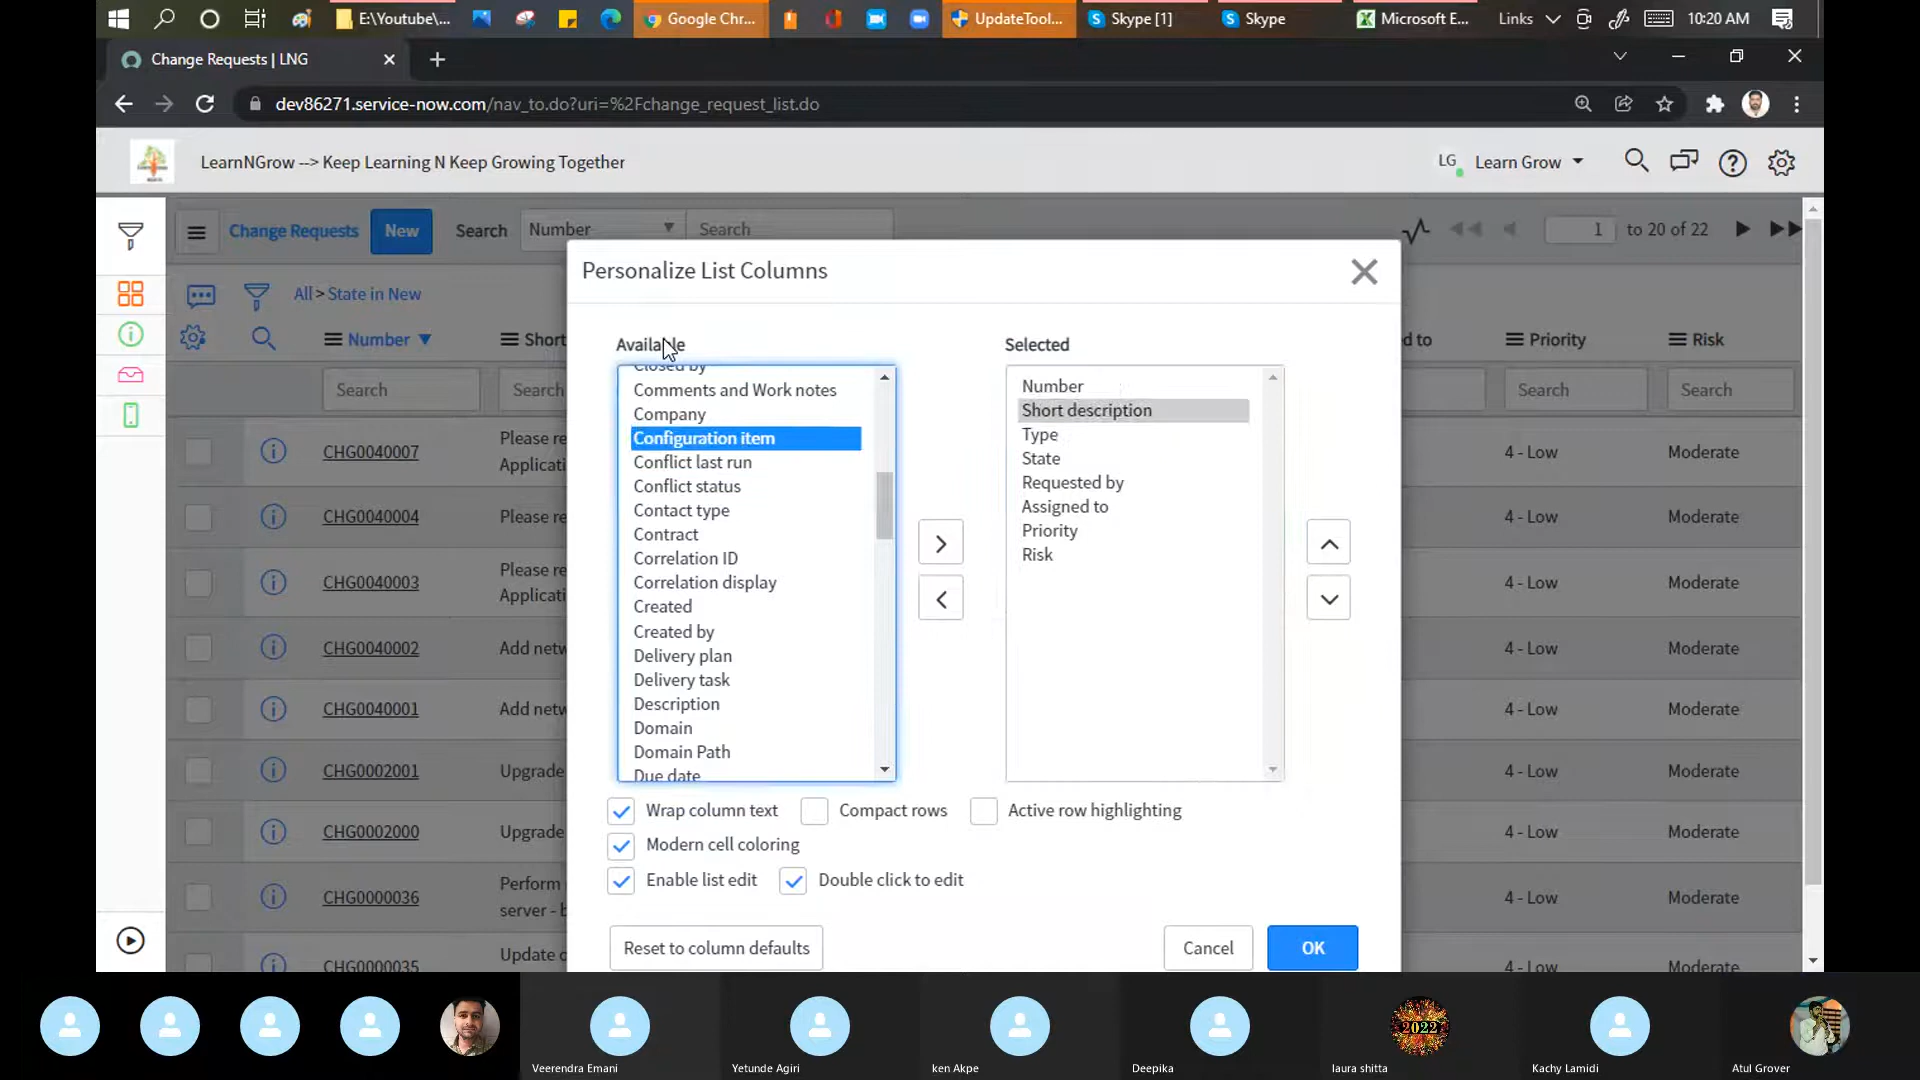 E:\Youtube\...
Google Chr...
UpdateTool...
Skype [1]
Skype
Microsoft E...
Links
10:20 AM
Change Requests | LNG
dev86271.service-now.com/nav_to.do?uri=%2Fchange_request_list.do
LearnNGrow --> Keep Learning N Keep Growing Together
LG
Learn Grow
Change Requests
New
Search
Number
Search
1
to 20 of 22
All > State in New
Number
Short
d to
Priority
Risk
Search
Search
Search
Search
CHG0040007
Please re
Applicati
4 - Low
Moderate
CHG0040004
Please re
4 - Low
Moderate
CHG0040003
Please re
Applicati
4 - Low
Moderate
CHG0040002
Add netv
4 - Low
Moderate
CHG0040001
Add netv
4 - Low
Moderate
CHG0002001
Upgrade
4 - Low
Moderate
CHG0002000
Upgrade
4 - Low
Moderate
CHG0000036
Perform
server - b
4 - Low
Moderate
CHG0000035
Update c
4 - Low
Moderate
Personalize List Columns
Available
Closed by
Comments and Work notes
Company
Configuration item
Conflict last run
Conflict status
Contact type
Contract
Correlation ID
Correlation display
Created
Created by
Delivery plan
Delivery task
Description
Domain
Domain Path
Due date
Selected
Number
Short description
Type
State
Requested by
Assigned to
Priority
Risk
Wrap column text
Compact rows
Active row highlighting
Modern cell coloring
Enable list edit
Double click to edit
Reset to column defaults
Cancel
OK
2022
Veerendra Emani
Yetunde Agiri
ken Akpe
Deepika
laura shitta
Kachy Lamidi
Atul Grover